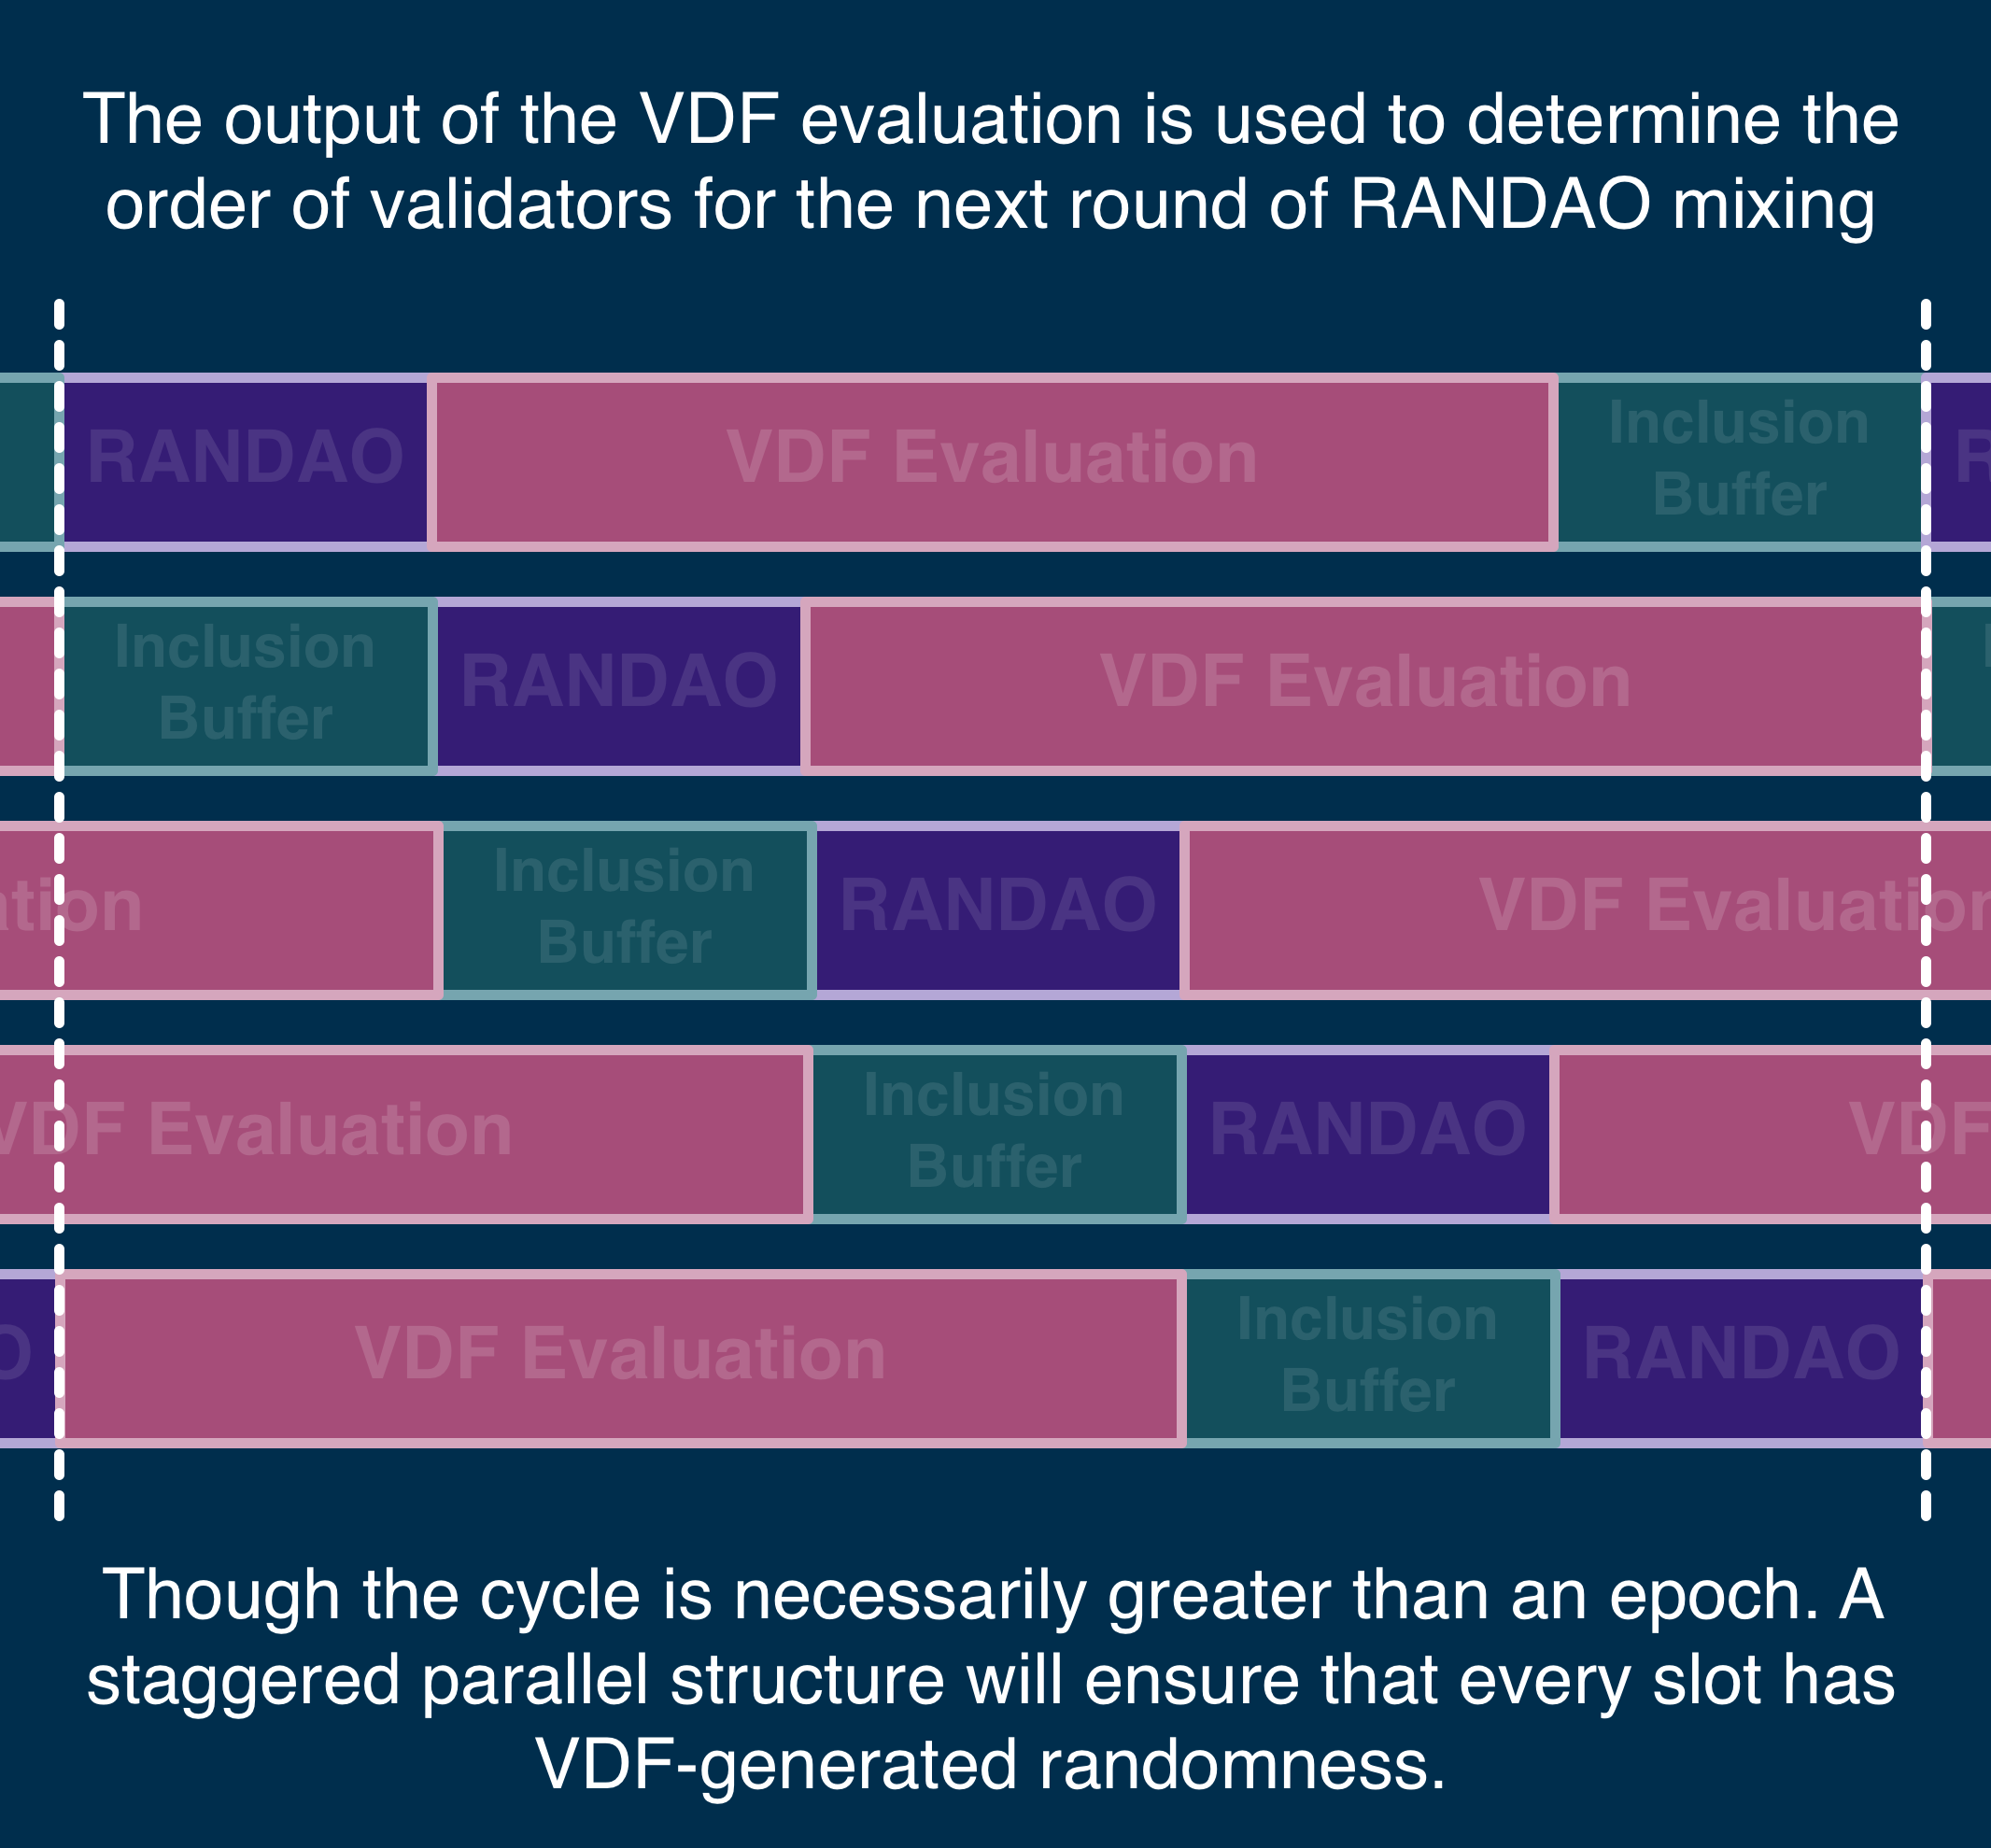 The output of the VDF evaluation is used to determine the
order of validators for the next round of RANDAO mixing
RANDAO
VDF Evaluation
Inclusion
Buffer
R
Inclusion
Buffer
RANDAO
VDF Evaluation
ation
Inclusion
Buffer
RANDAO
VDF Evaluation
VDF Evaluation
Inclusion
Buffer
RANDAO
VDF
O
VDF Evaluation
Inclusion
Buffer
RANDAO
Though the cycle is necessarily greater than an epoch. A
staggered parallel structure will ensure that every slot has
VDF-generated randomness.